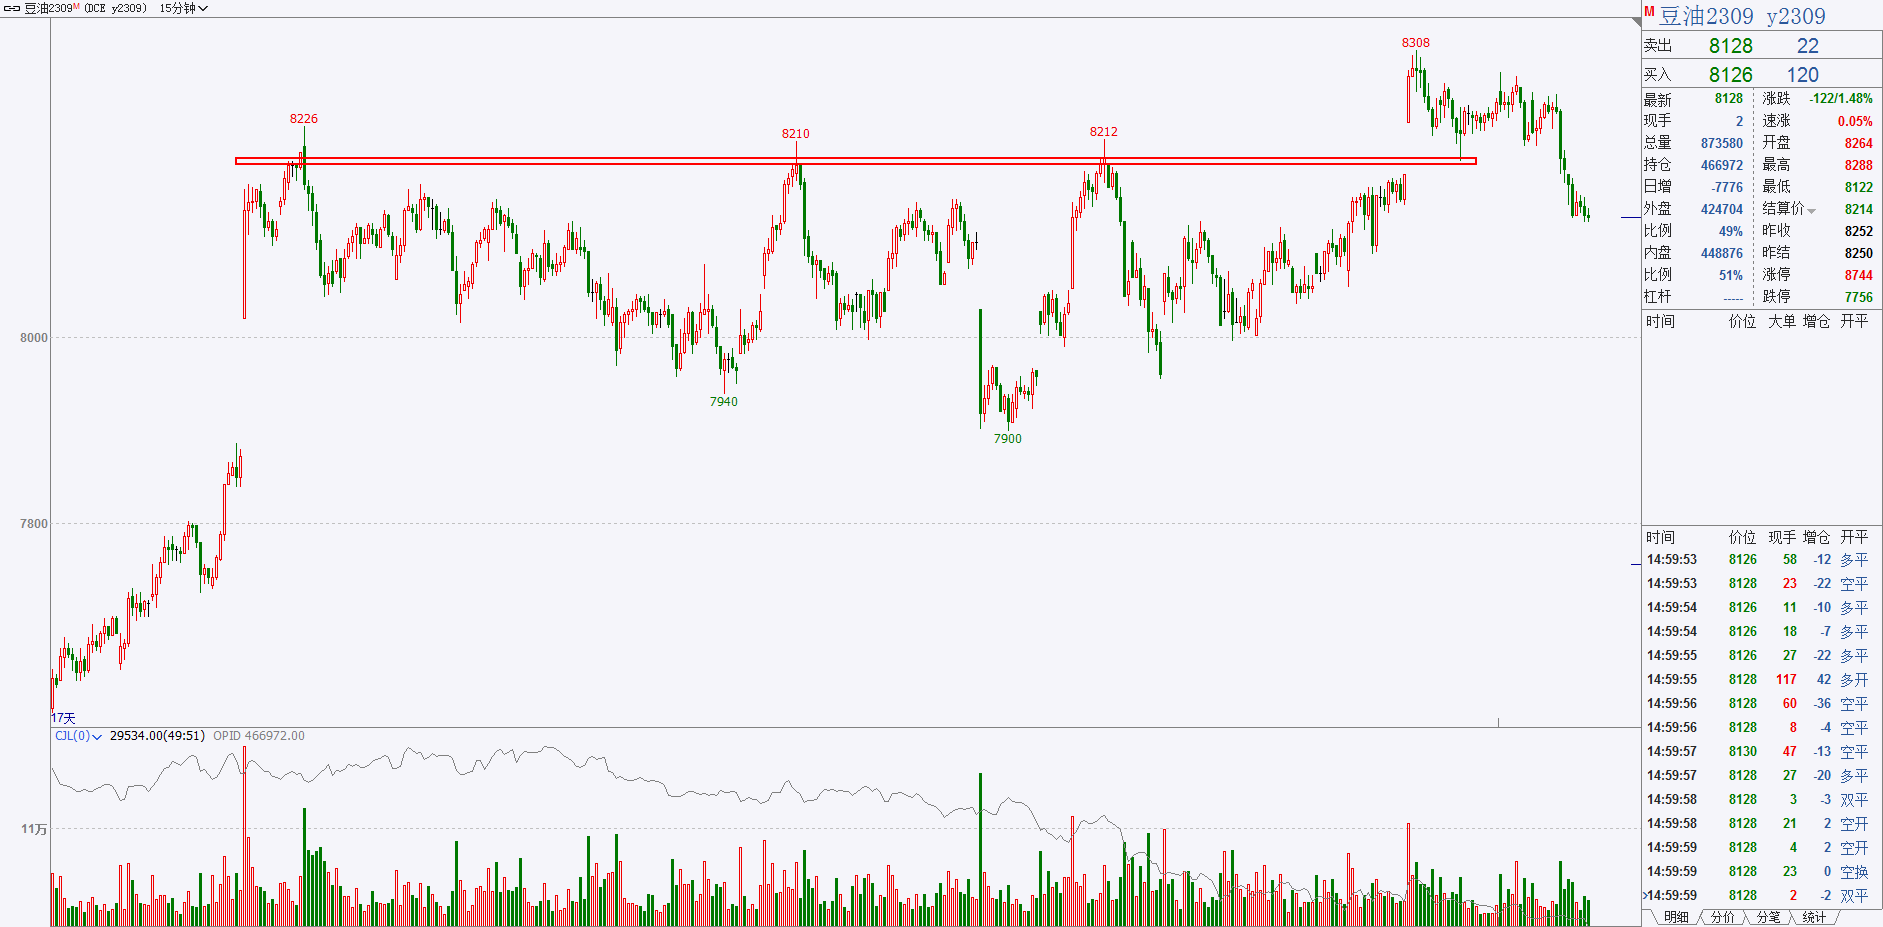 豆油2309M (DCE y2309) 15分钟
8308
8226
8210
8212
8000
7940
7900
7800
17天
CJL(0) 29534.00(49:51) OPID 466972.00
11万
M 豆油2309 y2309
卖出 8128 22
买入 8126 120
最新 8128 涨跌 -122/1.48%
现手 2 速涨 0.05%
总量 873580 开盘 8264
持仓 466972 最高 8288
日增 -7776 最低 8122
外盘 424704 结算价 8214
比例 49% 昨收 8252
内盘 448876 昨结 8250
比例 51% 涨停 8744
杠杆 ----- 跌停 7756
时间 价位 大单 增仓 开平
时间 价位 现手 增仓 开平
14:59:53 8126 58 -12 多平
14:59:53 8128 23 -22 空平
14:59:54 8126 11 -10 多平
14:59:54 8126 18 -7 多平
14:59:55 8126 27 -22 多平
14:59:55 8128 117 42 多开
14:59:56 8128 60 -36 空平
14:59:56 8128 8 -4 空平
14:59:57 8130 47 -13 空平
14:59:57 8128 27 -20 多平
14:59:58 8128 3 -3 双平
14:59:58 8128 21 2 空开
14:59:59 8128 4 2 空开
14:59:59 8128 23 0 空换
14:59:59 8128 2 -2 双平
明细 分价 分笔 统计